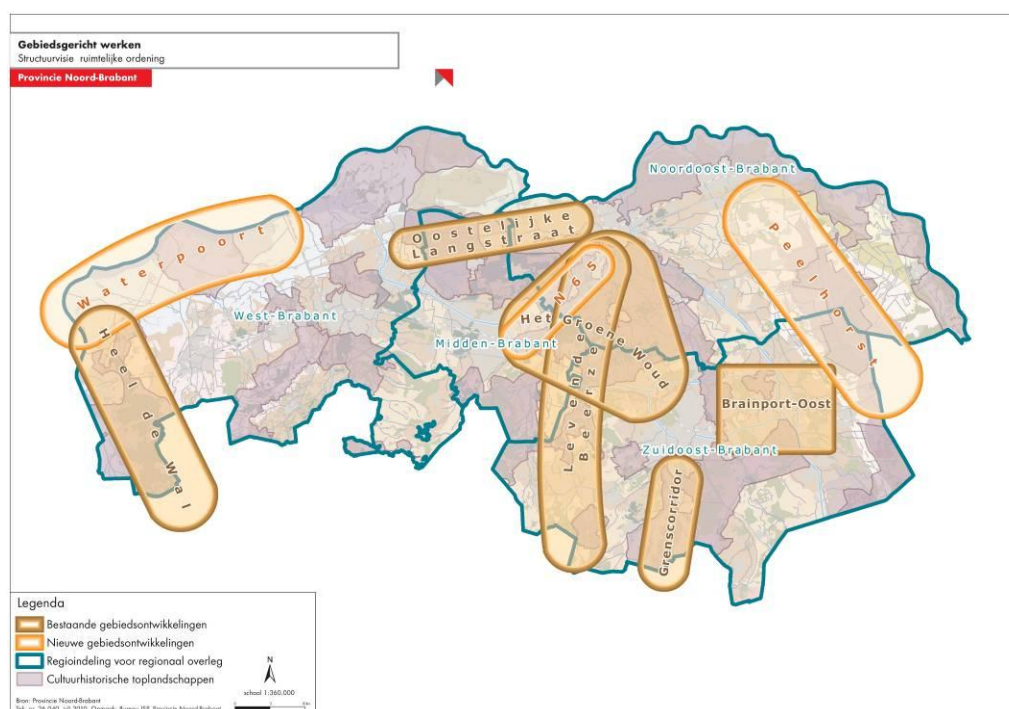 Gebiedsgericht werken
Structuurvisie ruimtelijke ordening
Provincie Noord-Brabant
Noordoost-Brabant
Waterpoort
Oostelijke
Langstraat
Peelhorst
N65
West-Brabant
Het Groene Woud
Midden-Brabant
Heel de Wal
Levende
Beerze
Brainport-Oost
Zuidoost-Brabant
Grenscorridor
Legenda
Bestaande gebiedsontwikkelingen
Nieuwe gebiedsontwikkelingen
Regioindeling voor regionaal overleg
Cultuurhistorische toplandschappen
N
schaal 1:360.000
Bron: Provincie Noord-Brabant